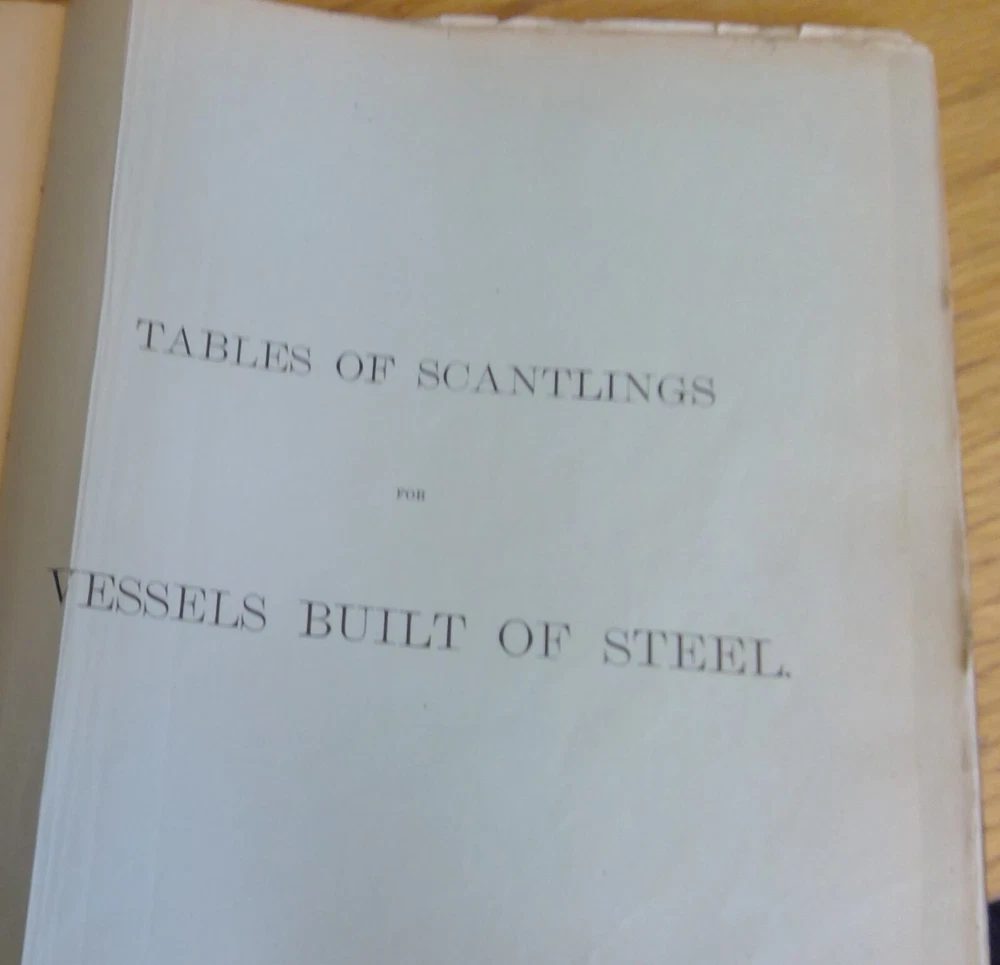 TABLES OF SCANTLINGS
FOR
VESSELS BUILT OF STEEL.